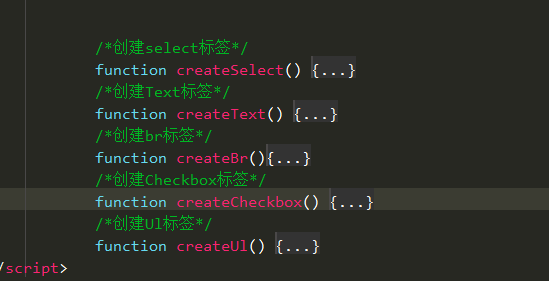 /*创建select标签*/
function createSelect() {...}
/*创建Text标签*/
function createText() {...}
/*创建br标签*/
function createBr(){...}
/*创建Checkbox标签*/
function createCheckbox() {...}
/*创建Ul标签*/
function createUl() {...}
/script>